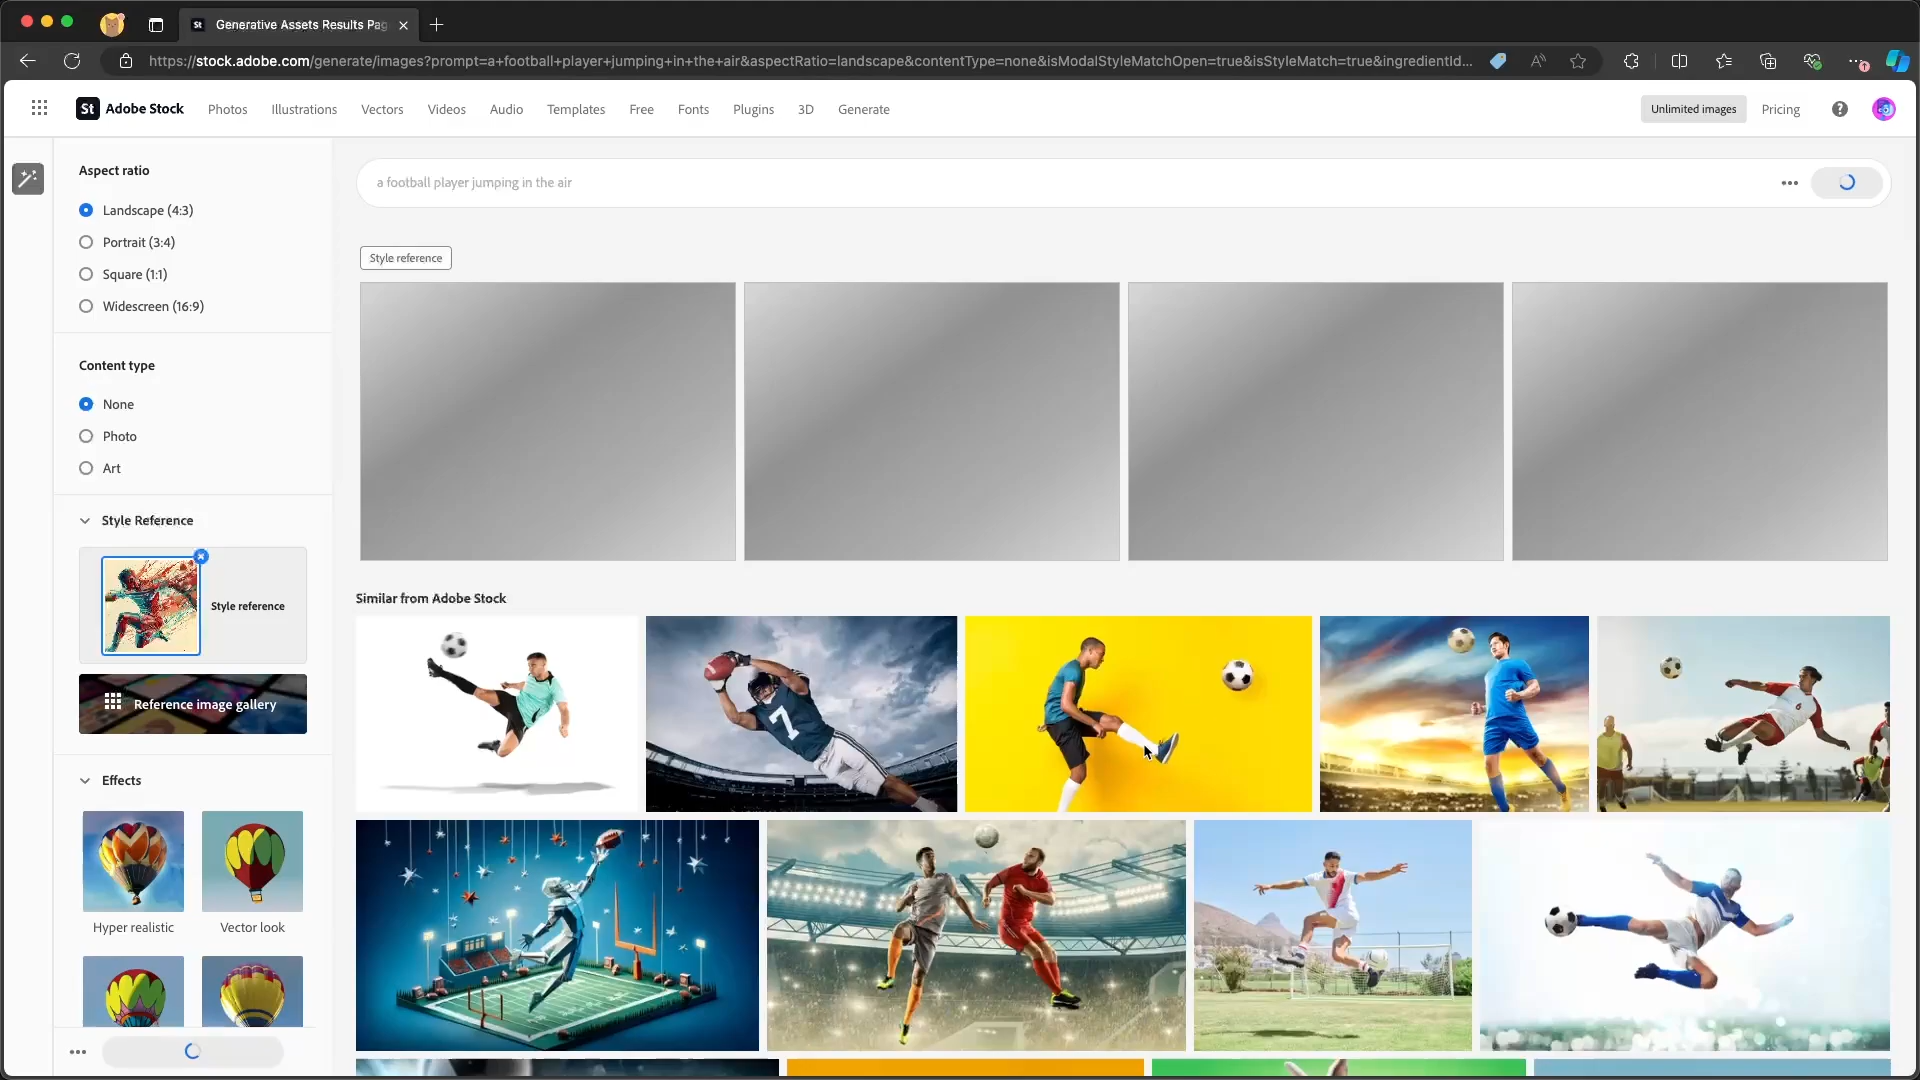 St Generative Assets Results Pag
https://stock.adobe.com/generate/images?prompt=a+football+player+jumping+in+the+air&aspectRatio=landscape&contentType=none&isModalStyleMatchOpen=true&isStyleMatch=true&ingredientId...
St Adobe Stock Photos Illustrations Vectors Videos Audio Templates Free Fonts Plugins 3D Generate Unlimited images Pricing ?
Aspect ratio
Landscape (4:3)
Portrait (3:4)
Square (1:1)
Widescreen (16:9)
Content type
None
Photo
Art
Style Reference
Style reference
Reference image gallery
Effects
Hyper realistic
Vector look
a football player jumping in the air
Style reference
Similar from Adobe Stock
7